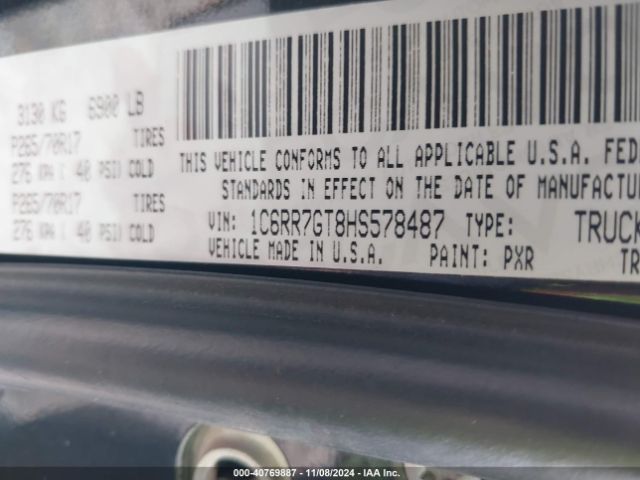 3130 KG 6900 LB
P265/70R17 TIRES
276 KPA/ 40 PSI) COLD
P265/70R17 TIRES
276 KPA/ 40 PSI) COLD
THIS VEHICLE CONFORMS TO ALL APPLICABLE U.S.A. FED
STANDARDS IN EFFECT ON THE DATE OF MANUFACTUR
VIN: 1C6RR7GT8HS578487 TYPE: TRUCK
VEHICLE MADE IN U.S.A. PAINT: PXR TR
000-40769887 - 11/08/2024 - IAA Inc.